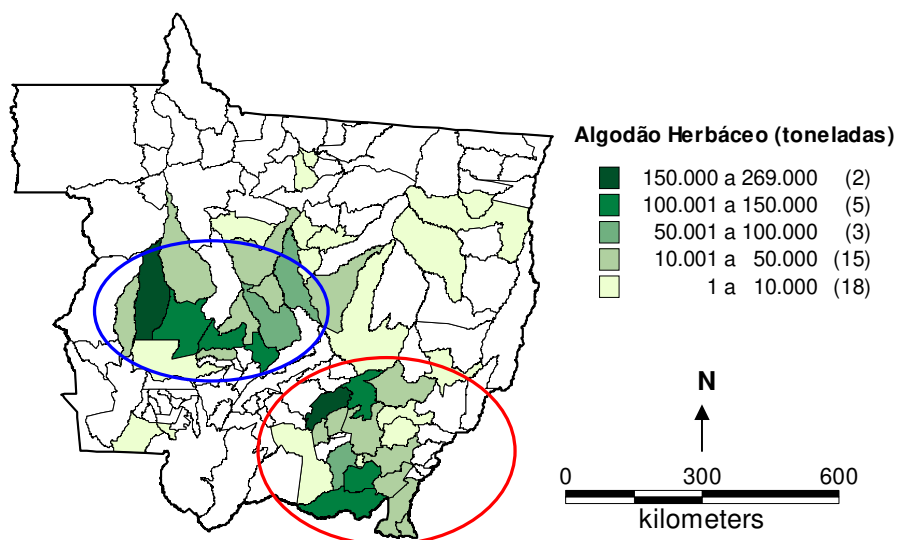 Algodão Herbáceo (toneladas)
150.000 a 269.000 (2)
100.001 a 150.000 (5)
50.001 a 100.000 (3)
10.001 a 50.000 (15)
1 a 10.000 (18)
N
0 300 600
kilometers